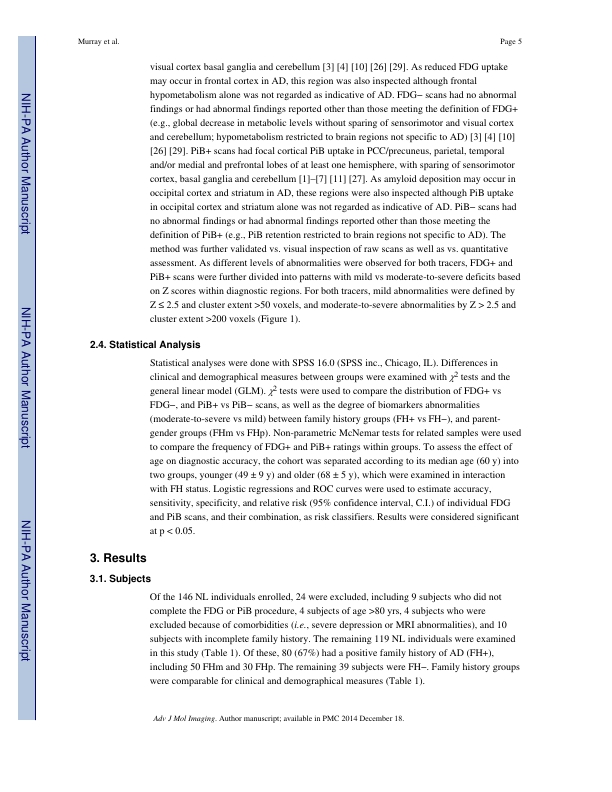 Murray et al.
Page 5
visual cortex basal ganglia and cerebellum [3] [4] [10] [26] [29]. As reduced FDG uptake
may occur in frontal cortex in AD, this region was also inspected although frontal
hypometabolism alone was not regarded as indicative of AD. FDG− scans had no abnormal
findings or had abnormal findings reported other than those meeting the definition of FDG+
(e.g., global decrease in metabolic levels without sparing of sensorimotor and visual cortex
and cerebellum; hypometabolism restricted to brain regions not specific to AD) [3] [4] [10]
[26] [29]. PiB+ scans had focal cortical PiB uptake in PCC/precuneus, parietal, temporal
and/or medial and prefrontal lobes of at least one hemisphere, with sparing of sensorimotor
cortex, basal ganglia and cerebellum [1]–[7] [11] [27]. As amyloid deposition may occur in
occipital cortex and striatum in AD, these regions were also inspected although PiB uptake
in occipital cortex and striatum alone was not regarded as indicative of AD. PiB− scans had
no abnormal findings or had abnormal findings reported other than those meeting the
definition of PiB+ (e.g., PiB retention restricted to brain regions not specific to AD). The
method was further validated vs. visual inspection of raw scans as well as vs. quantitative
assessment. As different levels of abnormalities were observed for both tracers, FDG+ and
PiB+ scans were further divided into patterns with mild vs moderate-to-severe deficits based
on Z scores within diagnostic regions. For both tracers, mild abnormalities were defined by
Z ≤ 2.5 and cluster extent >50 voxels, and moderate-to-severe abnormalities by Z > 2.5 and
cluster extent >200 voxels (Figure 1).
2.4. Statistical Analysis
Statistical analyses were done with SPSS 16.0 (SPSS inc., Chicago, IL). Differences in
clinical and demographical measures between groups were examined with χ2 tests and the
general linear model (GLM). χ2 tests were used to compare the distribution of FDG+ vs
FDG−, and PiB+ vs PiB− scans, as well as the degree of biomarkers abnormalities
(moderate-to-severe vs mild) between family history groups (FH+ vs FH−), and parent-
gender groups (FHm vs FHp). Non-parametric McNemar tests for related samples were used
to compare the frequency of FDG+ and PiB+ ratings within groups. To assess the effect of
age on diagnostic accuracy, the cohort was separated according to its median age (60 y) into
two groups, younger (49 ± 9 y) and older (68 ± 5 y), which were examined in interaction
with FH status. Logistic regressions and ROC curves were used to estimate accuracy,
sensitivity, specificity, and relative risk (95% confidence interval, C.I.) of individual FDG
and PiB scans, and their combination, as risk classifiers. Results were considered significant
at p < 0.05.
3. Results
3.1. Subjects
Of the 146 NL individuals enrolled, 24 were excluded, including 9 subjects who did not
complete the FDG or PiB procedure, 4 subjects of age >80 yrs, 4 subjects who were
excluded because of comorbidities (i.e., severe depression or MRI abnormalities), and 10
subjects with incomplete family history. The remaining 119 NL individuals were examined
in this study (Table 1). Of these, 80 (67%) had a positive family history of AD (FH+),
including 50 FHm and 30 FHp. The remaining 39 subjects were FH−. Family history groups
were comparable for clinical and demographical measures (Table 1).
Adv J Mol Imaging. Author manuscript; available in PMC 2014 December 18.
NIH-PA Author Manuscript
NIH-PA Author Manuscript
NIH-PA Author Manuscript